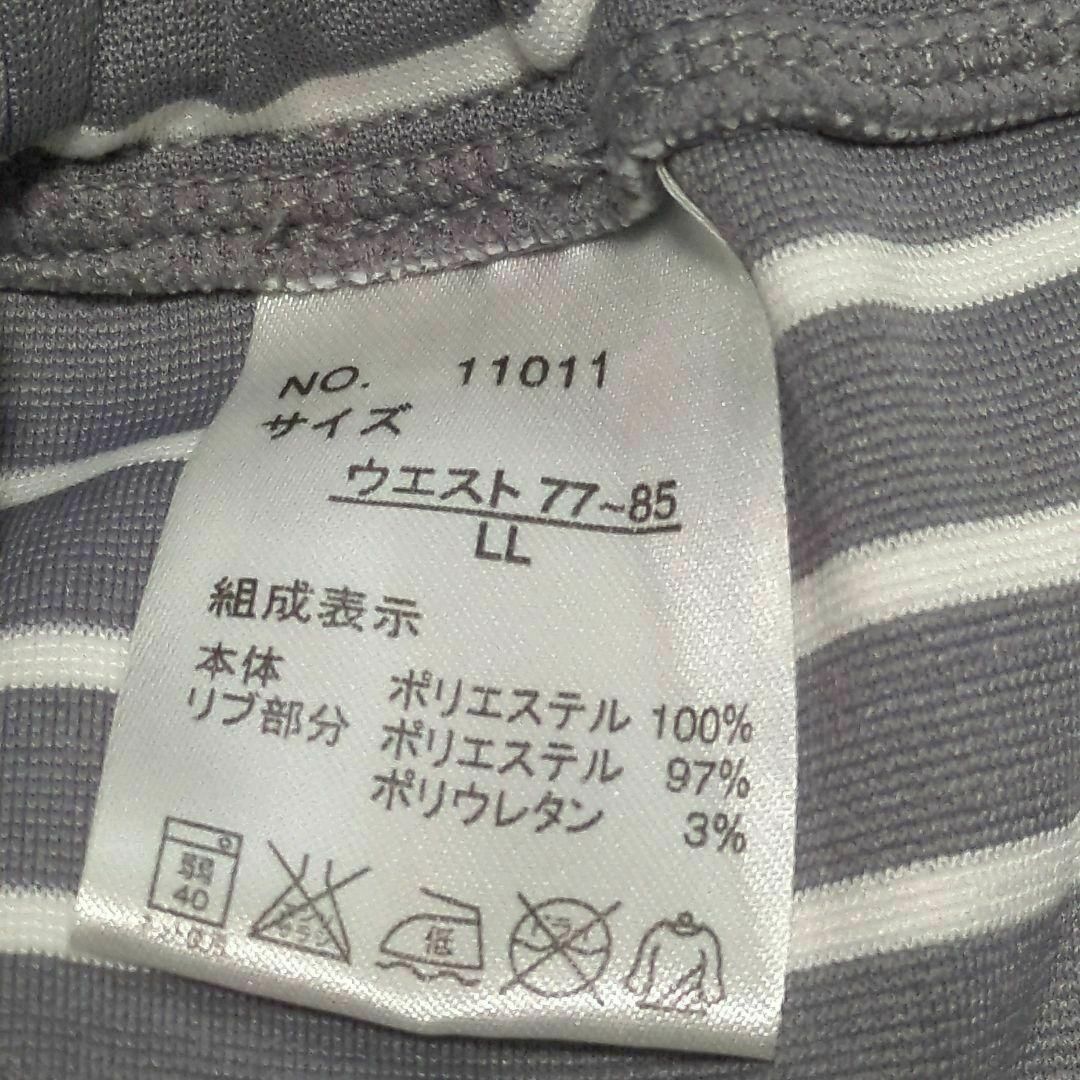 NO. 11011
サイズ
ウエスト 77~85
LL
組成表示
本体 ポリエステル 100%
リブ部分 ポリエステル 97%
ポリウレタン 3%
弱
40
低